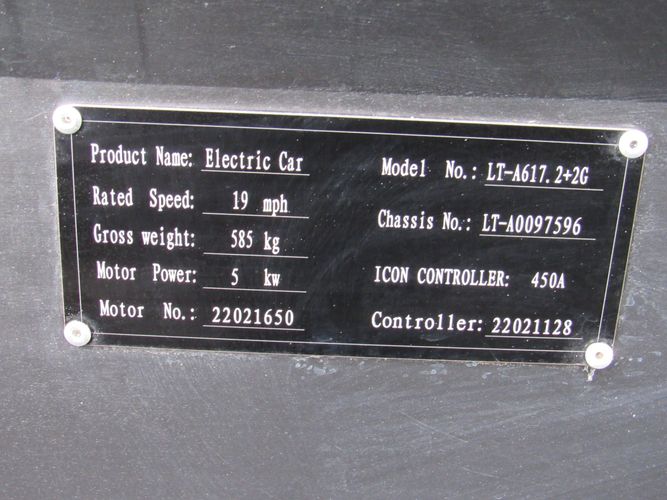 Product Name: Electric Car
Rated Speed: 19 mph
Gross weight: 585 kg
Motor Power: 5 kw
Motor No.: 22021650
Model No.: LT-A617.2+2G
Chassis No.: LT-A0097596
ICON CONTROLLER: 450A
Controller: 22021128